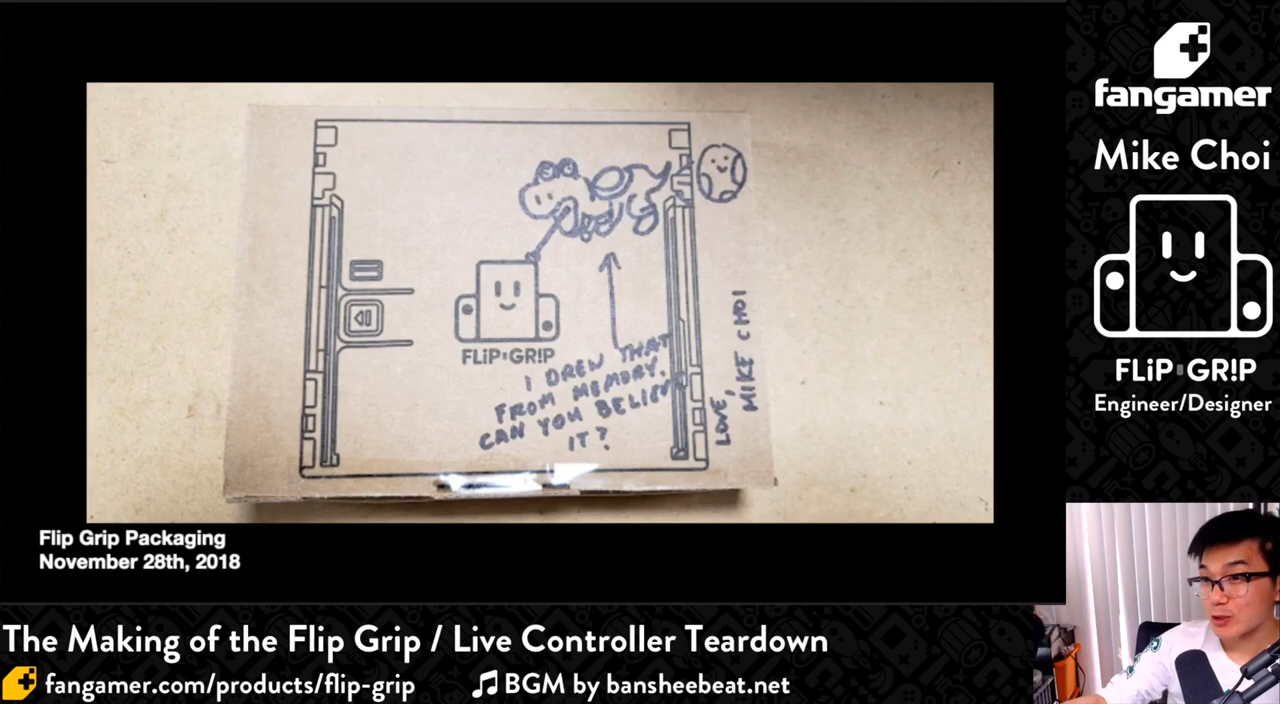 FLiP GR!P
I DREW THAT
FROM MEMORY.
CAN YOU BELIEVE
IT?
LOVE,
MIKE CHOI
Flip Grip Packaging
November 28th, 2018
fangamer
Mike Choi
FLiP GR!P
Engineer/Designer
The Making of the Flip Grip / Live Controller Teardown
fangamer.com/products/flip-grip
BGM by bansheebeat.net